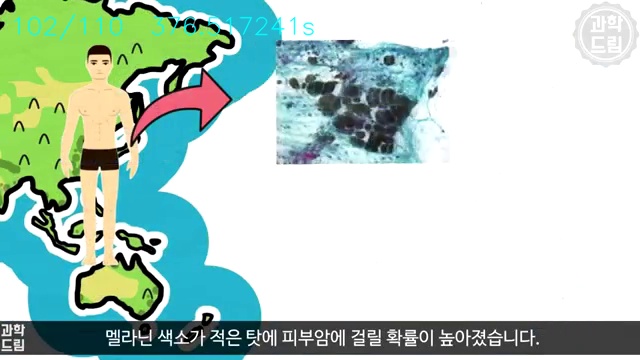 102/110 378.517241s
과학
드림
과학
드림
멜라닌 색소가 적은 탓에 피부암에 걸릴 확률이 높아졌습니다.